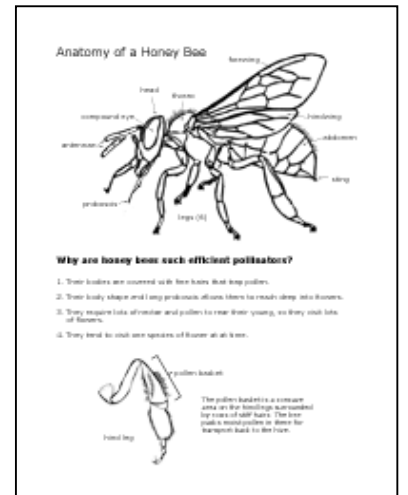 Anatomy of a Honey Bee
forewing
head
thorax
compound eye
hindwing
antennae
abdomen
sting
proboscis
legs (6)
Why are honey bees such efficient pollinators?
1. Their bodies are covered with fine hairs that trap pollen.
2. Their body shape and long proboscis allows them to reach deep into flowers.
3. They require lots of nectar and pollen to rear their young, so they visit lots
of flowers.
4. They tend to visit one species of flower at at time.
pollen basket
The pollen basket is a concave
area on the hind legs surrounded
by rows of stiff hairs. The bee
packs moist pollen in there for
transport back to the hive.
hind leg